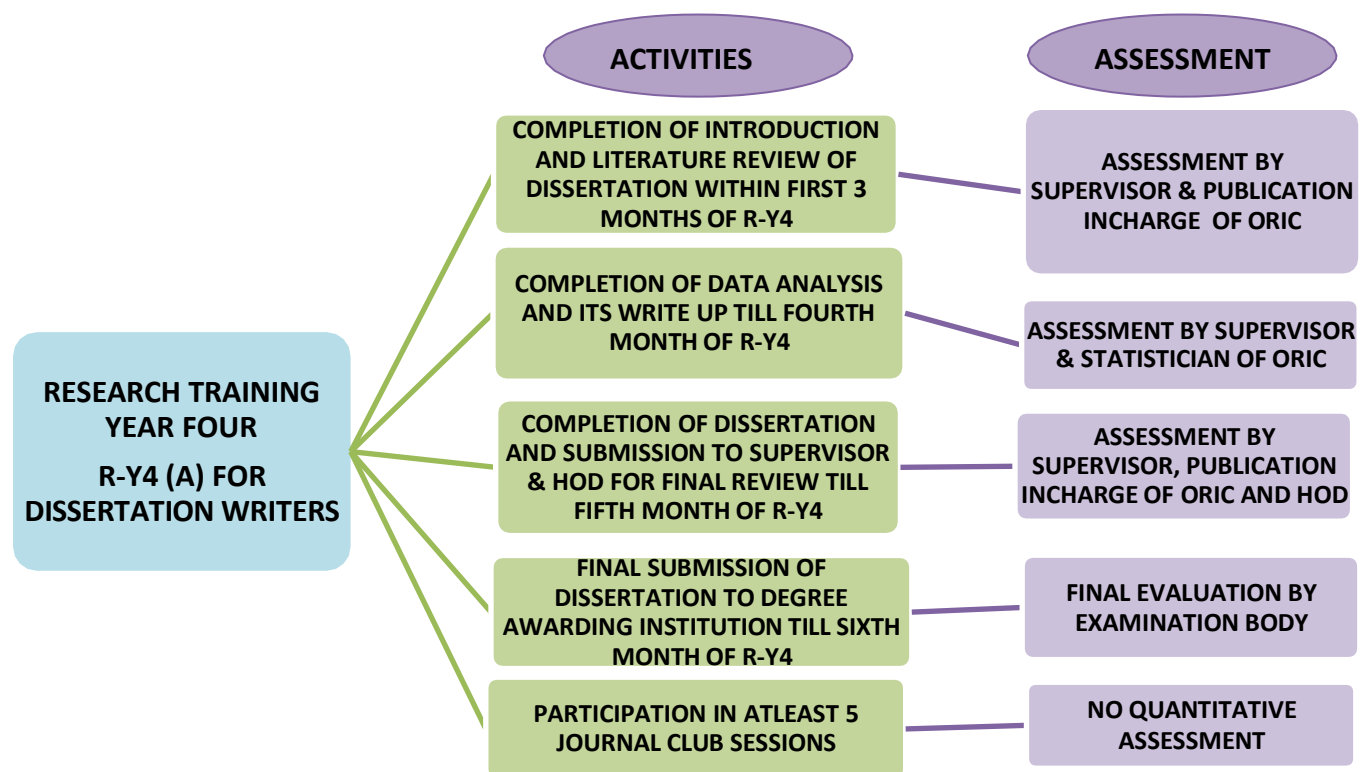 ACTIVITIES
ASSESSMENT
RESEARCH TRAINING
YEAR FOUR
R-Y4 (A) FOR
DISSERTATION WRITERS
COMPLETION OF INTRODUCTION
AND LITERATURE REVIEW OF
DISSERTATION WITHIN FIRST 3
MONTHS OF R-Y4
ASSESSMENT BY
SUPERVISOR & PUBLICATION
INCHARGE OF ORIC
COMPLETION OF DATA ANALYSIS
AND ITS WRITE UP TILL FOURTH
MONTH OF R-Y4
ASSESSMENT BY SUPERVISOR
& STATISTICIAN OF ORIC
COMPLETION OF DISSERTATION
AND SUBMISSION TO SUPERVISOR
& HOD FOR FINAL REVIEW TILL
FIFTH MONTH OF R-Y4
ASSESSMENT BY
SUPERVISOR, PUBLICATION
INCHARGE OF ORIC AND HOD
FINAL SUBMISSION OF
DISSERTATION TO DEGREE
AWARDING INSTITUTION TILL SIXTH
MONTH OF R-Y4
FINAL EVALUATION BY
EXAMINATION BODY
PARTICIPATION IN ATLEAST 5
JOURNAL CLUB SESSIONS
NO QUANTITATIVE
ASSESSMENT